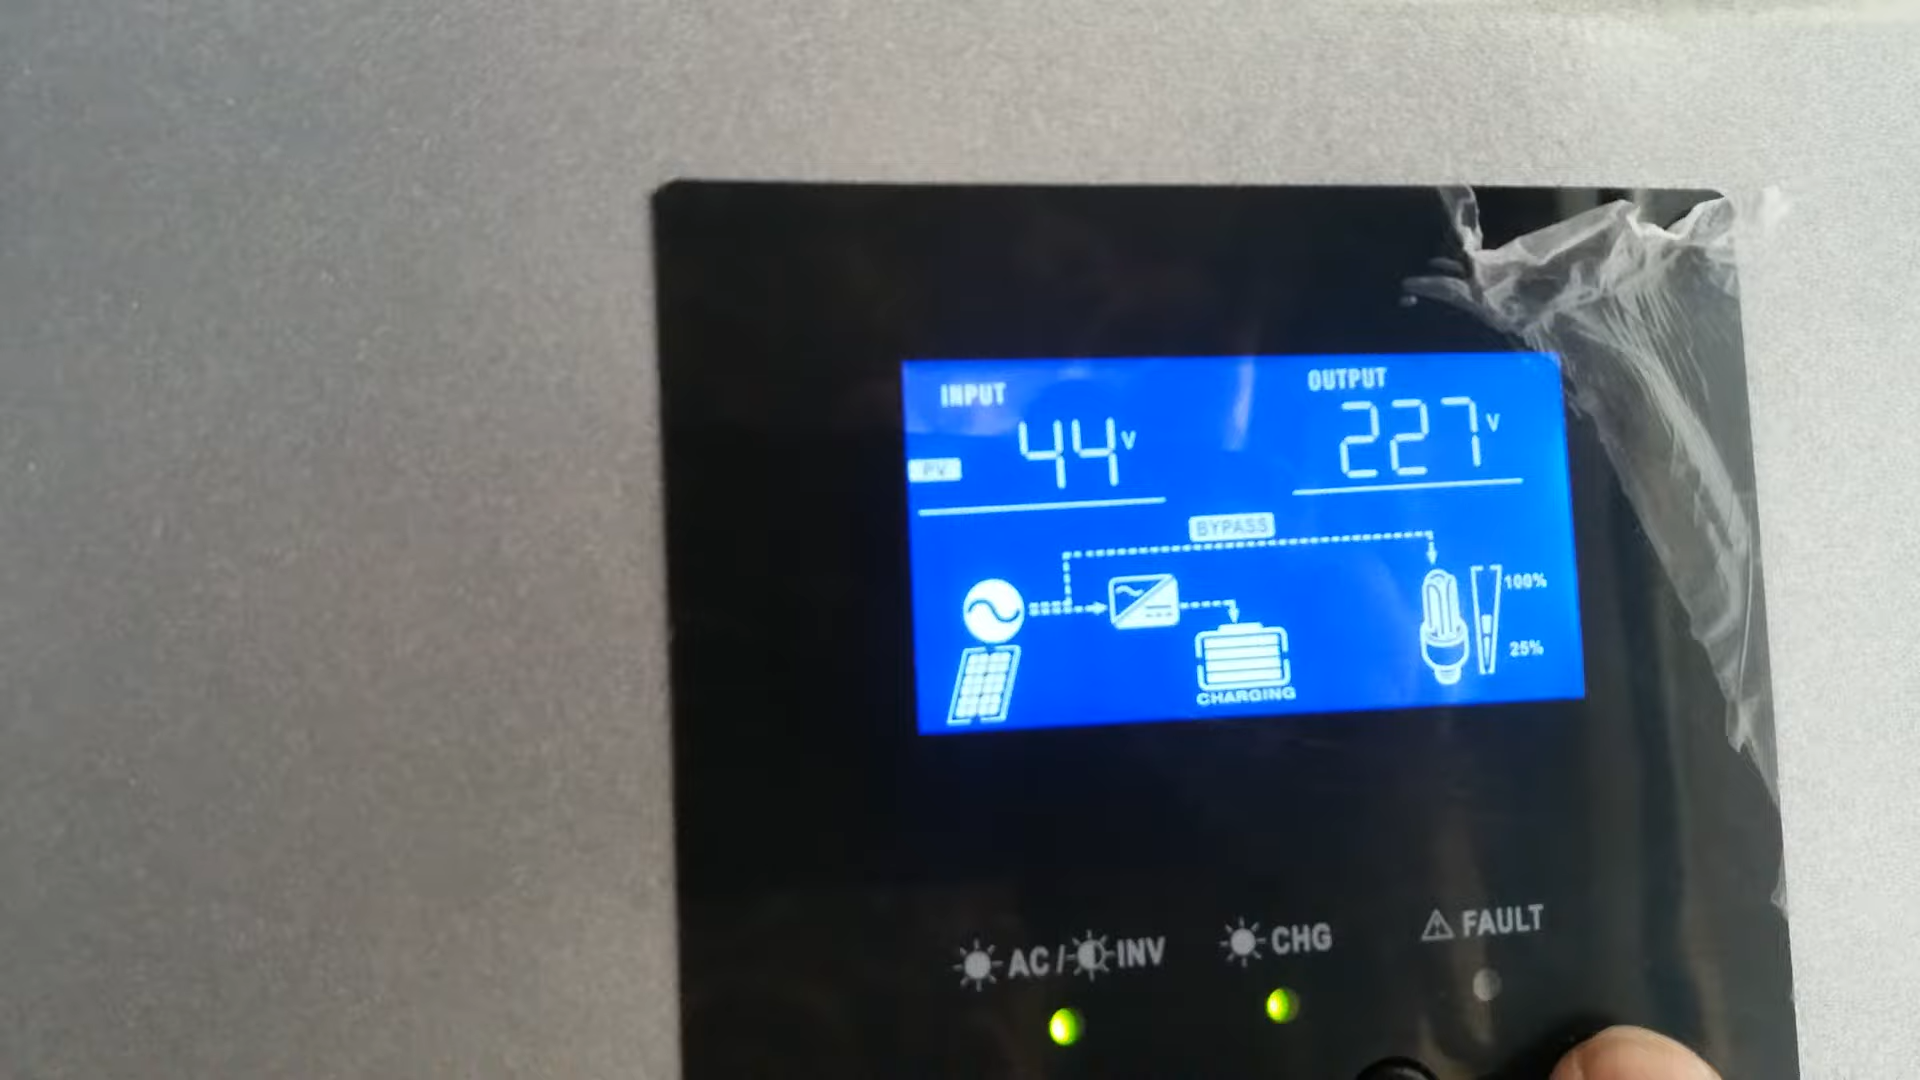 INPUT OUTPUT
PV 44V 227V
BYPASS
100%
25%
CHARGING
AC / INV CHG FAULT